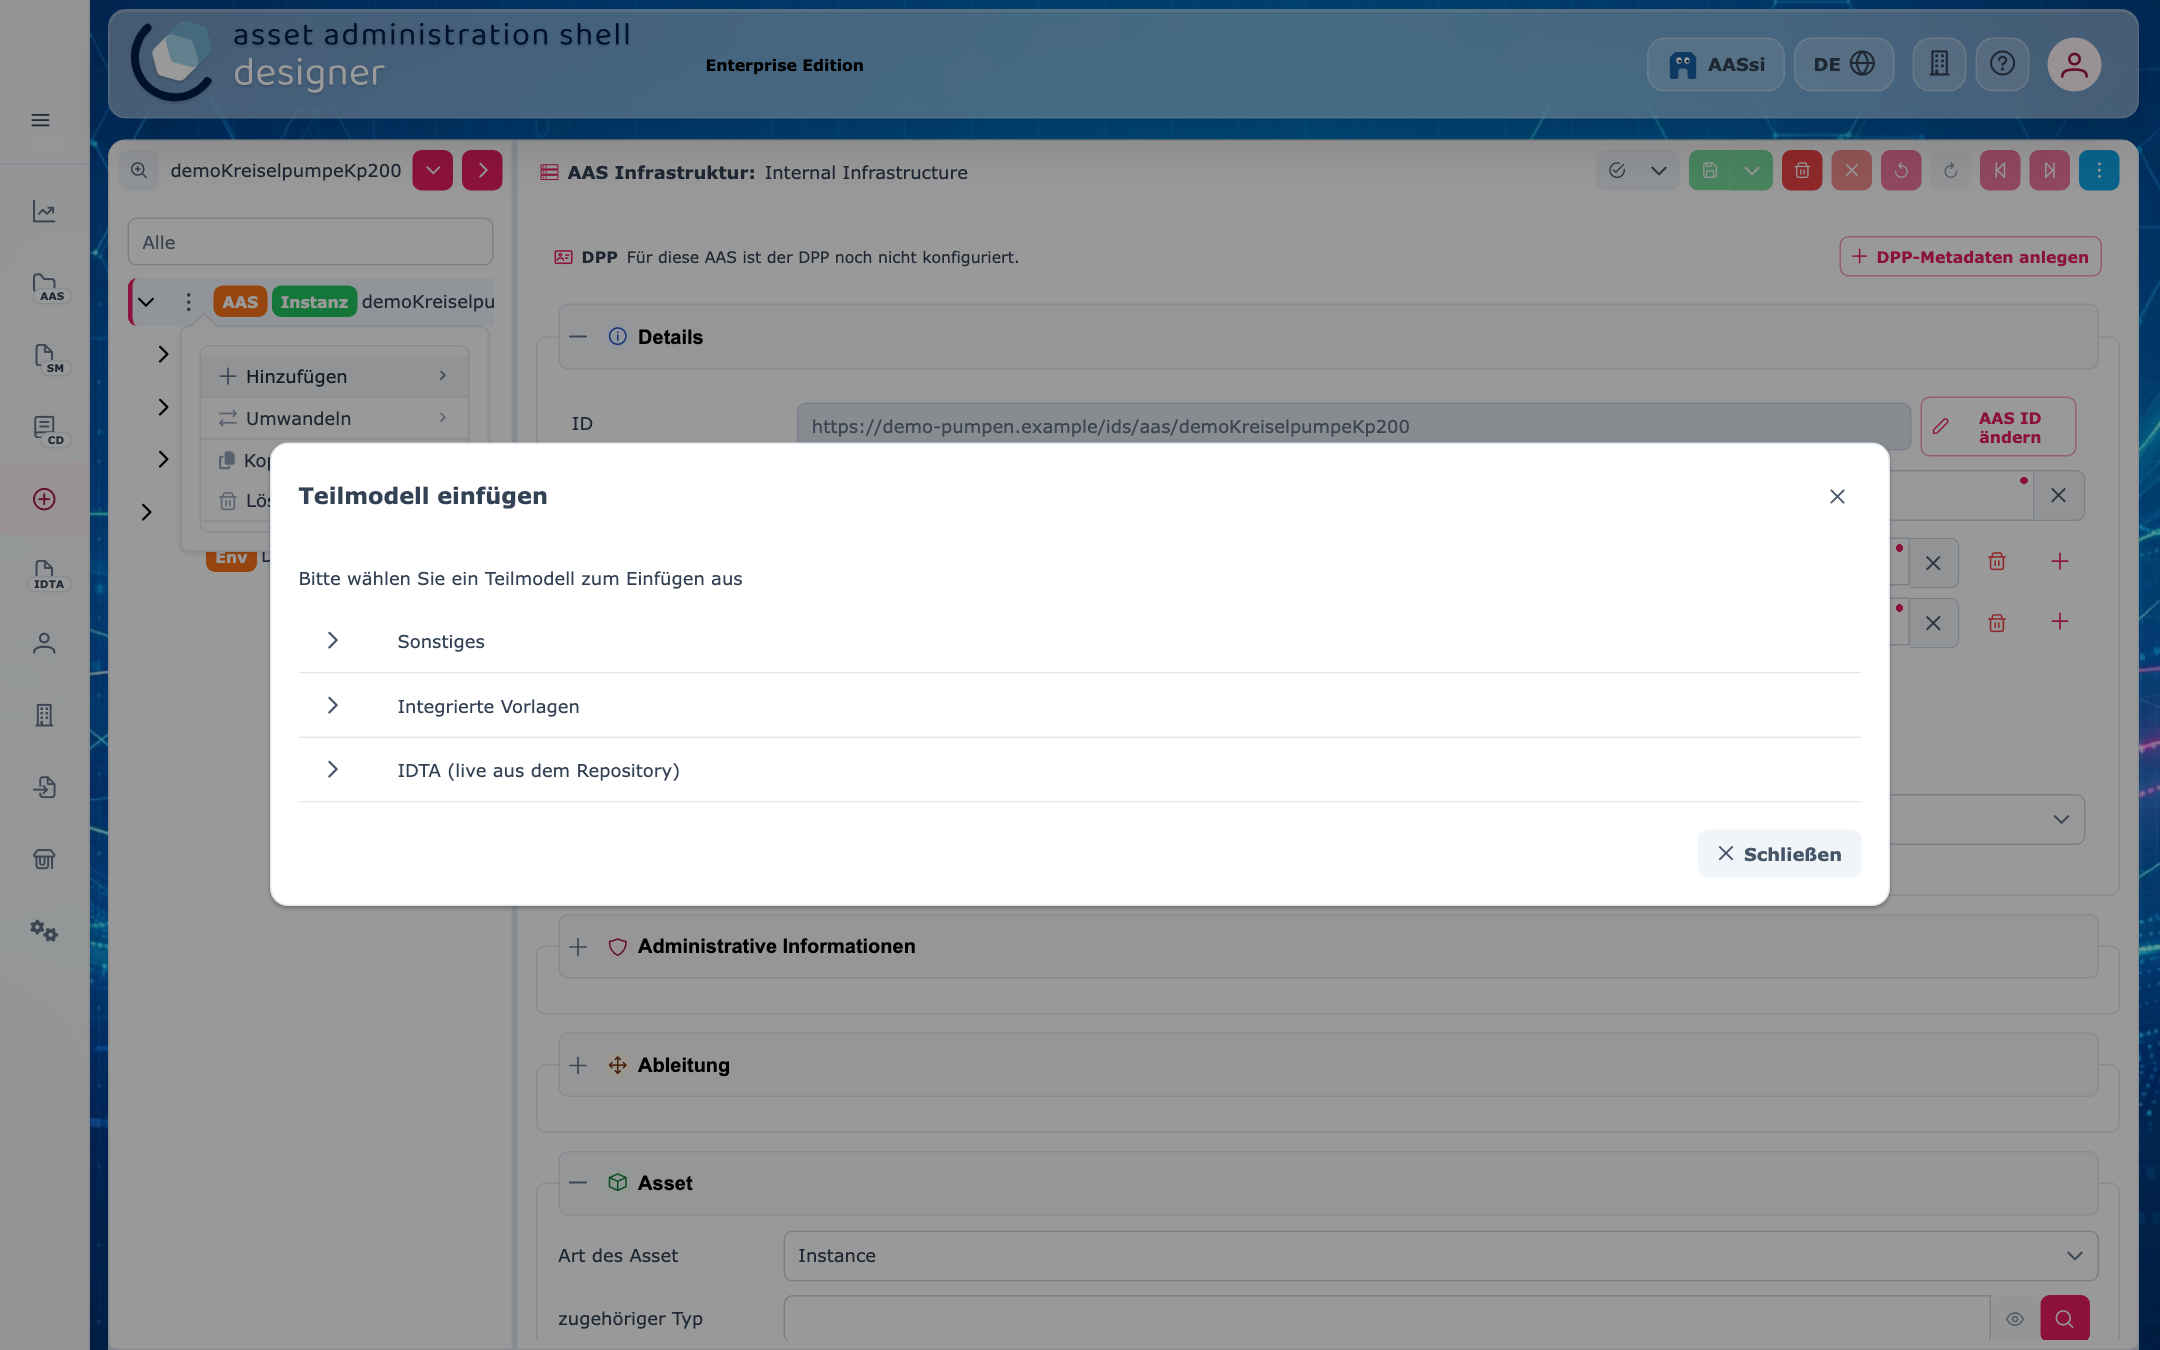 asset administration shell
designer
Enterprise Edition
AASsi
DE
AAS
SM
CD
IDTA
demoKreiselpumpeKp200
Alle
AAS Instanz demoKreiselpu
Hinzufügen
Umwandeln
Env
AAS Infrastruktur: Internal Infrastructure
DPP Für diese AAS ist der DPP noch nicht konfiguriert.
DPP-Metadaten anlegen
Details
ID
https://demo-pumpen.example/ids/aas/demoKreiselpumpeKp200
AAS ID
ändern
Teilmodell einfügen
Bitte wählen Sie ein Teilmodell zum Einfügen aus
Sonstiges
Integrierte Vorlagen
IDTA (live aus dem Repository)
Schließen
Administrative Informationen
Ableitung
Asset
Art des Asset
Instance
zugehöriger Typ